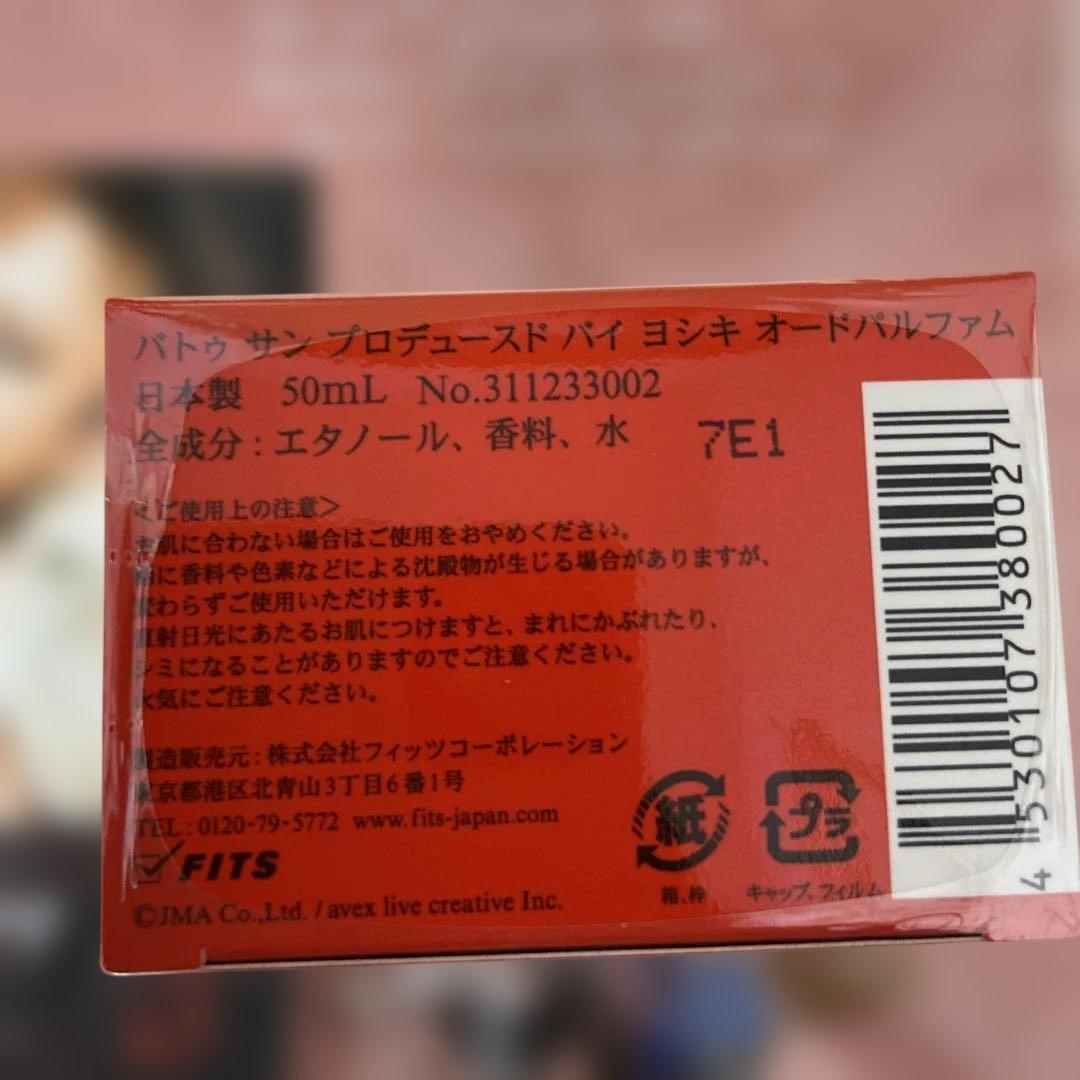 バトゥ サン プロデュースド バイ ヨシキ オードパルファム
日本製 50mL No.311233002
全成分：エタノール、香料、水 7E1
＜ご使用上の注意＞
お肌に合わない場合はご使用をおやめください。
稀に香料や色素などによる沈殿物が生じる場合がありますが、
変わらずご使用いただけます。
直射日光にあたるお肌につけますと、まれにかぶれたり、
シミになることがありますのでご注意ください。
火気にご注意ください。
製造販売元：株式会社フィッツコーポレーション
東京都港区北青山3丁目6番1号
TEL：0120-79-5772 www.fits-japan.com
FITS
©JMA Co.,Ltd. / avex live creative Inc.
紙
箱、枠
プラ
キャップ、フィルム
4 530107 380027